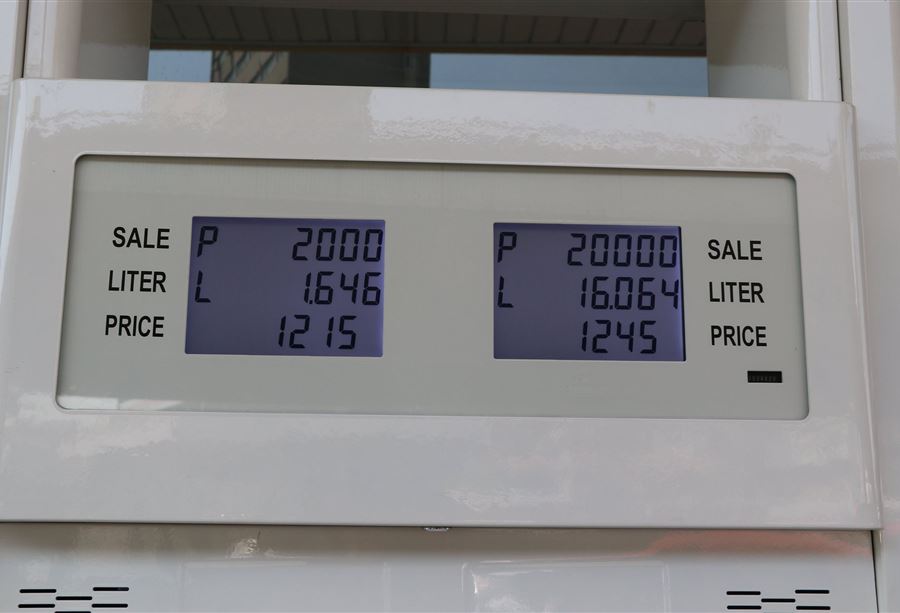 SALE P 2000
LITER L 1.646
PRICE 1215
P 20000 SALE
L 16.064 LITER
1245 PRICE